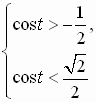 cost > -1/2,
cost < √2/2